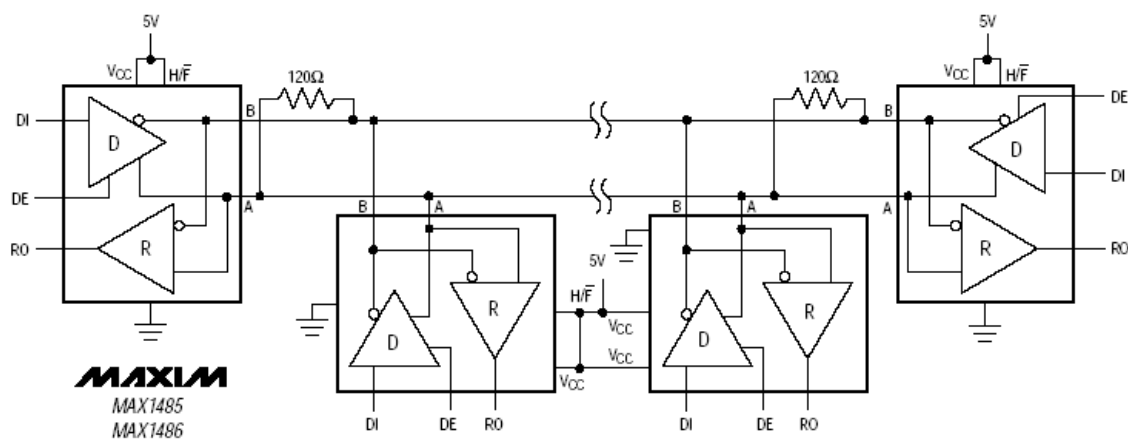 5V
VCC H/F̅
DI
DE
RO
D
R
B
A
120Ω
120Ω
5V
VCC H/F̅
B
A
D
R
DE
DI
RO
B
A
D
R
DI
DE
RO
H/F̅
VCC
5V
VCC
VCC
B
A
D
R
DI
DE
RO
MAXIM
MAX1485
MAX1486